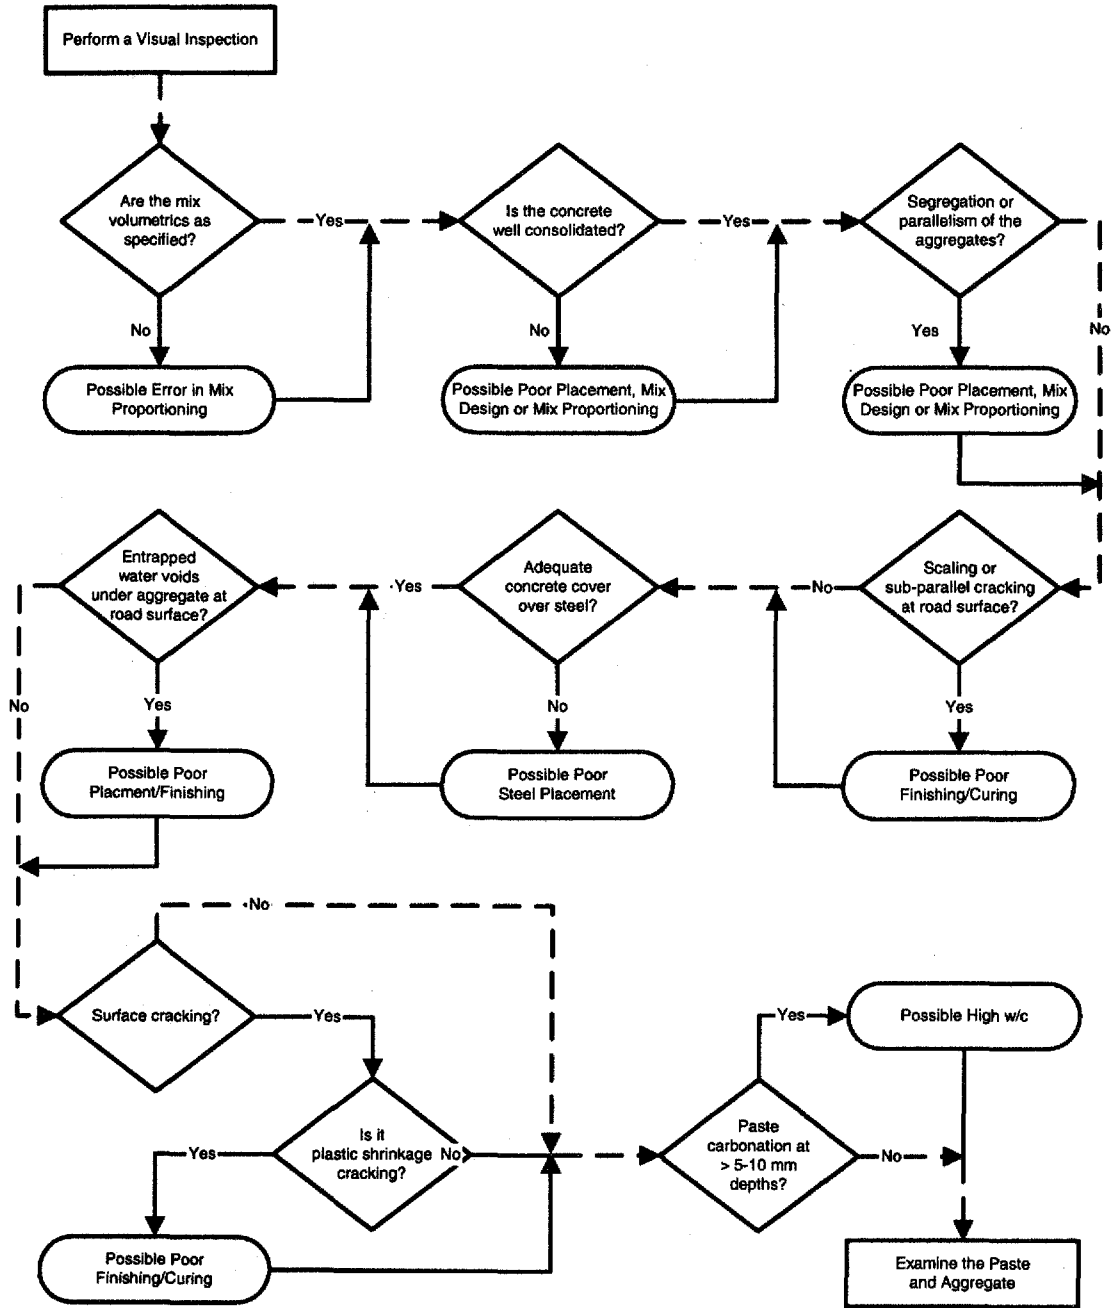 Perform a Visual Inspection
Are the mix
volumetrics as
specified?
Yes
Is the concrete
well consolidated?
Yes
Segregation or
parallelism of the
aggregates?
No
No
Yes
No
Possible Error in Mix
Proportioning
Possible Poor Placement, Mix
Design or Mix Proportioning
Possible Poor Placement, Mix
Design or Mix Proportioning
Scaling or
sub-parallel cracking
at road surface?
No
Adequate
concrete cover
over steel?
Yes
Entrapped
water voids
under aggregate at
road surface?
No
Yes
No
Yes
Possible Poor
Placment/Finishing
Possible Poor
Steel Placement
Possible Poor
Finishing/Curing
No
Surface cracking?
Yes
Is it
plastic shrinkage
cracking?
No
Yes
Possible Poor
Finishing/Curing
Paste
carbonation at
> 5-10 mm
depths?
Yes
Possible High w/c
No
Examine the Paste
and Aggregate